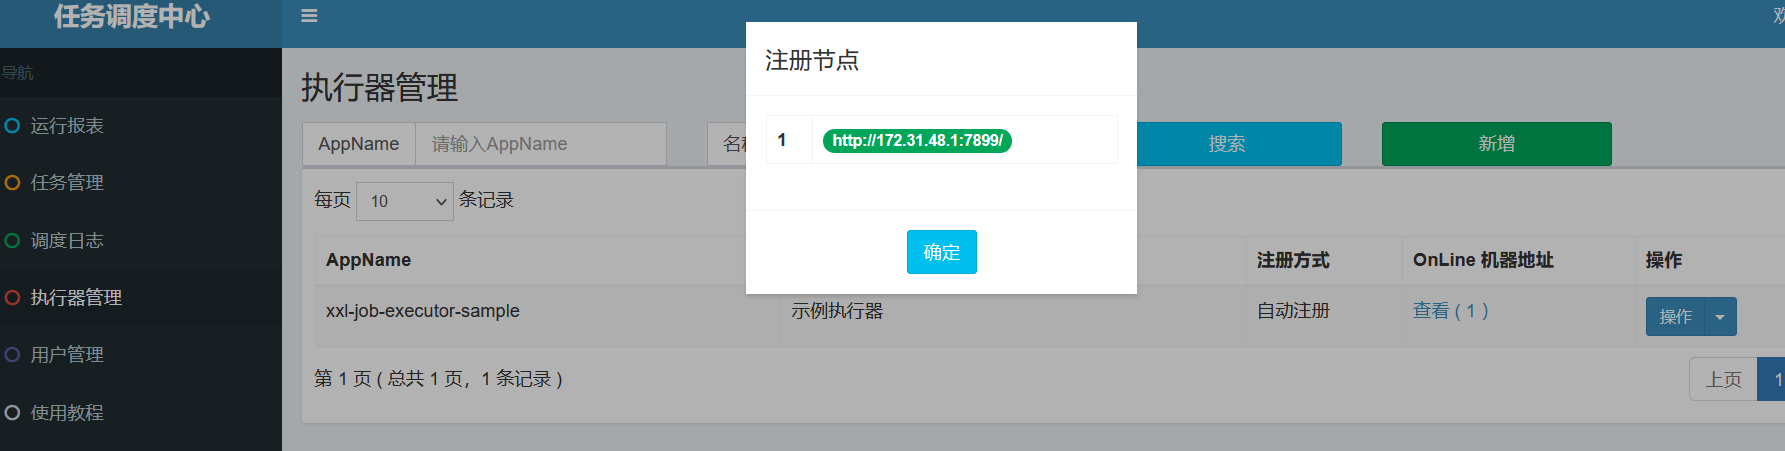 任务调度中心
导航
运行报表
任务管理
调度日志
执行器管理
用户管理
使用教程
执行器管理
AppName 请输入AppName 搜索 新增
每页 10 条记录
AppName 注册方式 OnLine 机器地址 操作
xxl-job-executor-sample 示例执行器 自动注册 查看 ( 1 ) 操作
第 1 页 ( 总共 1 页，1 条记录 ) 上页 1
注册节点
1 http://172.31.48.1:7899/
确定